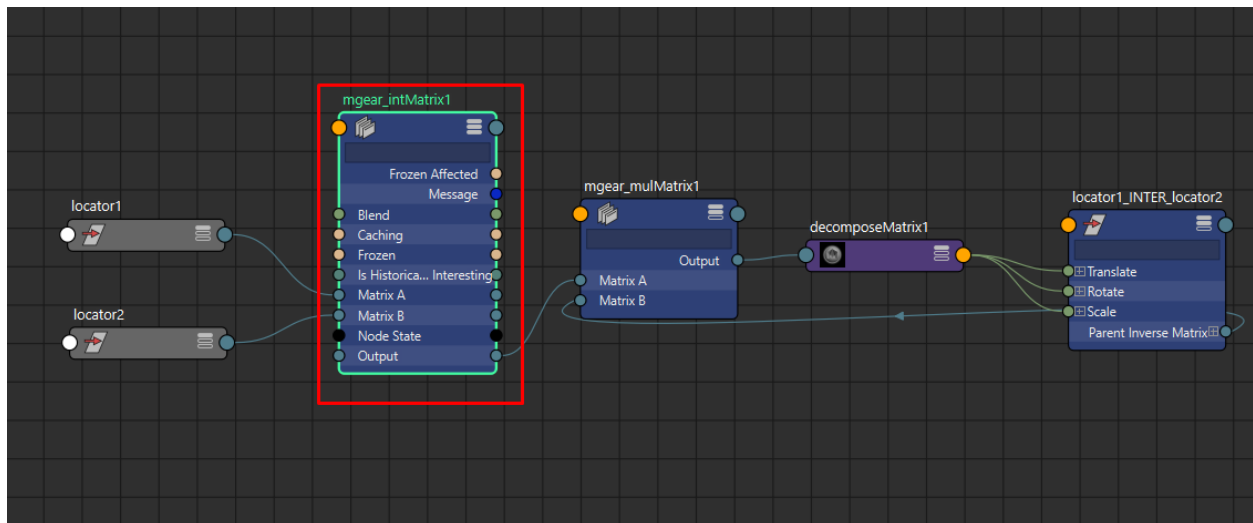 mgear_intMatrix1
Frozen Affected
Message
Blend
Caching
Frozen
Is Historica... Interesting
Matrix A
Matrix B
Node State
Output
locator1
locator2
mgear_mulMatrix1
Output
Matrix A
Matrix B
decomposeMatrix1
locator1_INTER_locator2
Translate
Rotate
Scale
Parent Inverse Matrix